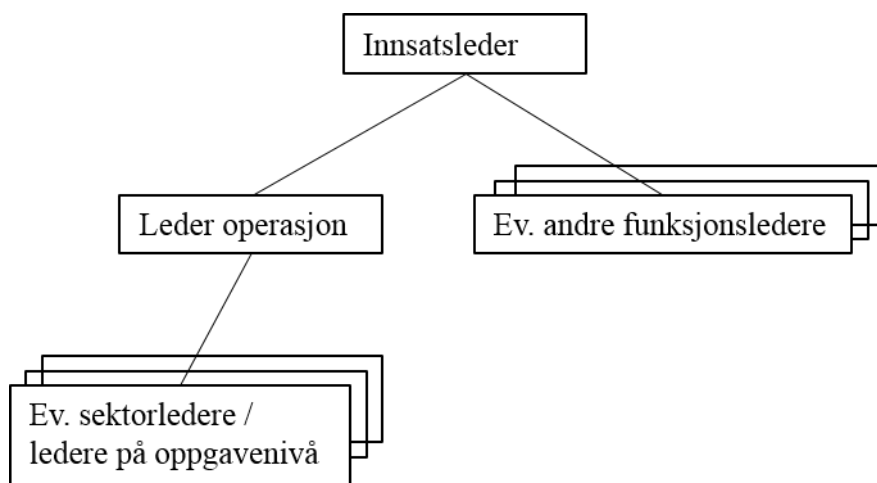 Innsatsleder
Leder operasjon
Ev. andre funksjonsledere
Ev. sektorledere /
ledere på oppgavenivå